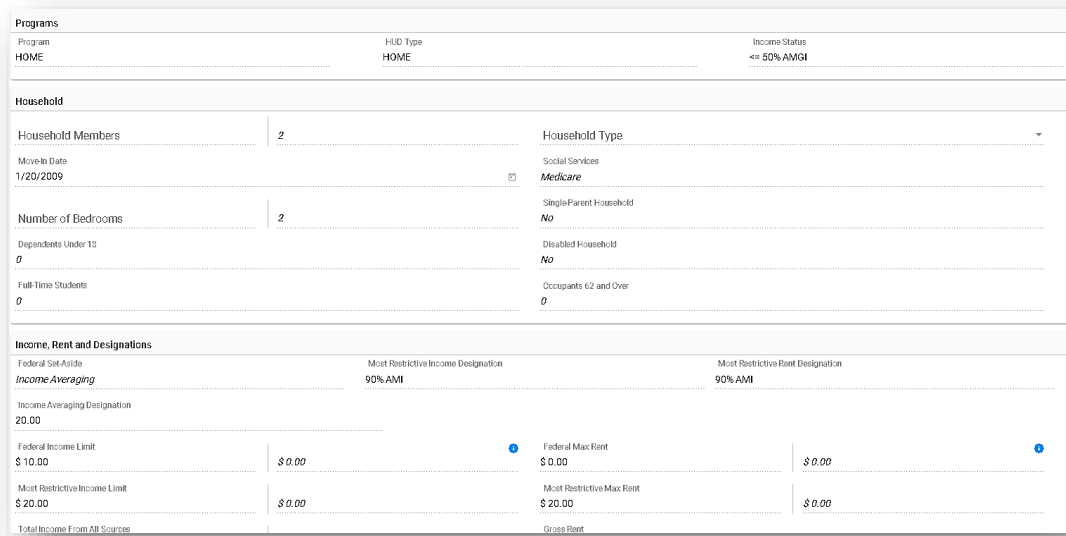 Programs
Program HUD Type Income Status
HOME HOME <= 50% AMGI
Household
Household Members 2 Household Type
Move-In Date Social Services
1/20/2009 Medicare
Single-Parent Household
Number of Bedrooms 2 No
Dependents Under 18 Disabled Household
0 No
Full-Time Students Occupants 62 and Over
0 0
Income, Rent and Designations
Federal Set-Aside Most Restrictive Income Designation Most Restrictive Rent Designation
Income Averaging 90% AMI 90% AMI
Income Averaging Designation
20.00
Federal Income Limit Federal Max Rent
$ 10.00 $ 0.00 $ 0.00 $ 0.00
Most Restrictive Income Limit Most Restrictive Max Rent
$ 20.00 $ 0.00 $ 20.00 $ 0.00
Total Income From All Sources Gross Rent